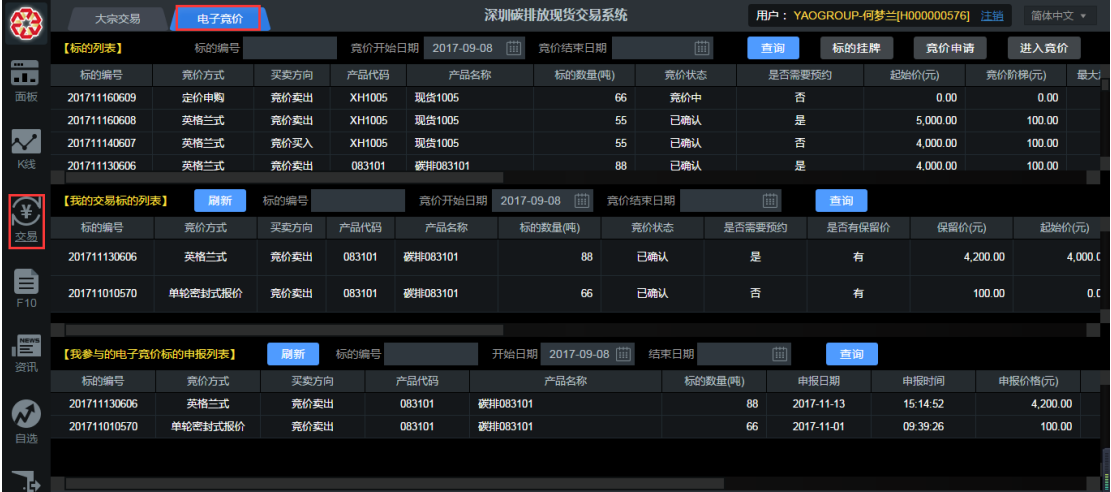 大宗交易 电子竞价 深圳碳排放现货交易系统 用户： YAOGROUP-何梦兰[H000000576] 注销 简体中文
【标的列表】 标的编号 竞价开始日期 2017-09-08 竞价结束日期 查询 标的挂牌 竞价申请 进入竞价
标的编号 竞价方式 买卖方向 产品代码 产品名称 标的数量(吨) 竞价状态 是否需要预约 起始价(元) 竞价阶梯(元) 最大
201711160609 定价申购 竞价卖出 XH1005 现货1005 66 竞价中 否 0.00 0.00
201711160608 英格兰式 竞价卖出 XH1005 现货1005 55 已确认 是 5,000.00 100.00
201711140607 英格兰式 竞价买入 XH1005 现货1005 55 已确认 否 4,000.00 100.00
201711130606 英格兰式 竞价卖出 083101 碳排083101 88 已确认 是 4,000.00 100.00
【我的交易标的列表】 刷新 标的编号 竞价开始日期 2017-09-08 竞价结束日期 查询
标的编号 竞价方式 买卖方向 产品代码 产品名称 标的数量(吨) 竞价状态 是否需要预约 是否有保留价 保留价(元) 起始价(元)
201711130606 英格兰式 竞价卖出 083101 碳排083101 88 已确认 是 有 4,200.00 4,000.0
201711010570 单轮密封式报价 竞价卖出 083101 碳排083101 66 已确认 否 有 100.00 0.0
【我参与的电子竞价标的申报列表】 刷新 标的编号 开始日期 2017-09-08 结束日期 查询
标的编号 竞价方式 买卖方向 产品代码 产品名称 标的数量(吨) 申报日期 申报时间 申报价格(元)
201711130606 英格兰式 竞价卖出 083101 碳排083101 88 2017-11-13 15:14:52 4,200.00
201711010570 单轮密封式报价 竞价卖出 083101 碳排083101 66 2017-11-01 09:39:26 100.00
面板
K线
¥
交易
F10
NEWS
资讯
自选